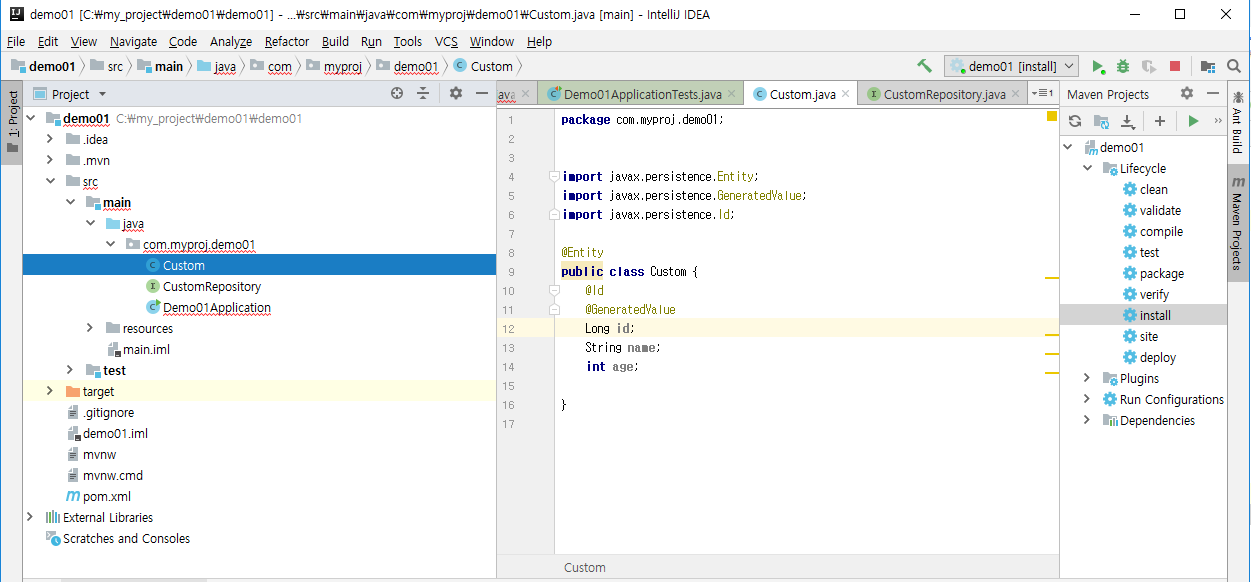 demo01 [C:₩my_project₩demo01₩demo01] - ...₩src₩main₩java₩com₩myproj₩demo01₩Custom.java [main] - IntelliJ IDEA
File Edit View Navigate Code Analyze Refactor Build Run Tools VCS Window Help
demo01 src main java com myproj demo01 Custom demo01 [install]
1: Project
Project
ava Demo01ApplicationTests.java Custom.java CustomRepository.java 1
demo01 C:₩my_project₩demo01₩demo01
.idea
.mvn
src
main
java
com.myproj.demo01
Custom
CustomRepository
Demo01Application
resources
main.iml
test
target
.gitignore
demo01.iml
mvnw
mvnw.cmd
pom.xml
External Libraries
Scratches and Consoles
1 package com.myproj.demo01;
2
3
4 import javax.persistence.Entity;
5 import javax.persistence.GeneratedValue;
6 import javax.persistence.Id;
7
8 @Entity
9 public class Custom {
10 @Id
11 @GeneratedValue
12 Long id;
13 String name;
14 int age;
15
16 }
17
Custom
Maven Projects
demo01
Lifecycle
clean
validate
compile
test
package
verify
install
site
deploy
Plugins
Run Configurations
Dependencies
Ant Build
Maven Projects